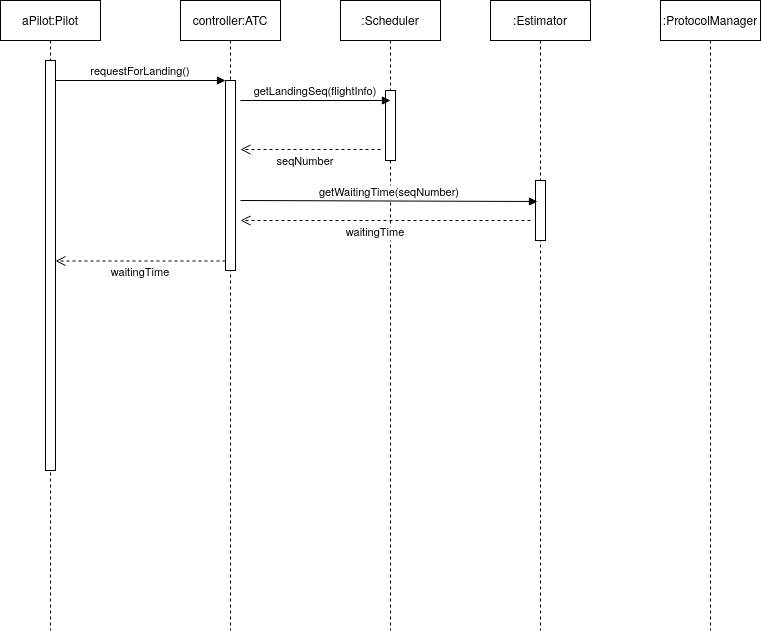 aPilot:Pilot
controller:ATC
:Scheduler
:Estimator
:ProtocolManager
requestForLanding()
getLandingSeq(flightInfo)
seqNumber
getWaitingTime(seqNumber)
waitingTime
waitingTime